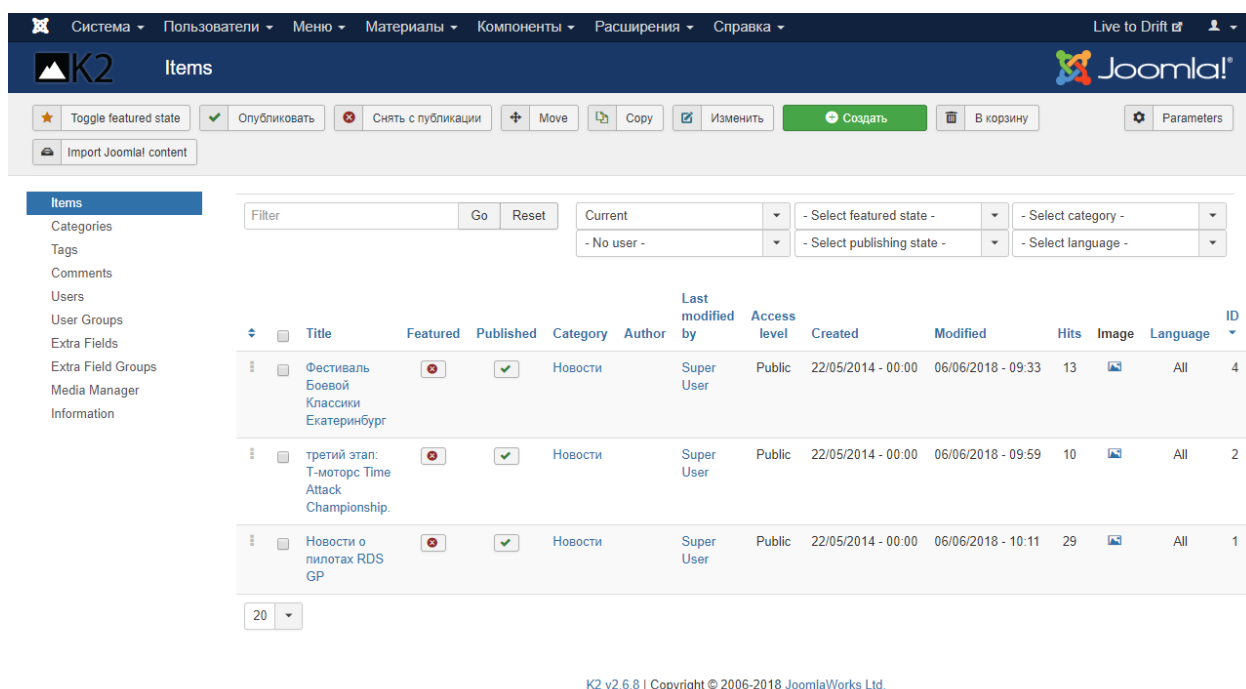 Система Пользователи Меню Материалы Компоненты Расширения Справка Live to Drift
K2 Items Joomla!®
Toggle featured state Опубликовать Снять с публикации Move Copy Изменить Создать В корзину Parameters
Import Joomla! content
Items
Categories
Tags
Comments
Users
User Groups
Extra Fields
Extra Field Groups
Media Manager
Information
Filter Go Reset Current - Select featured state - - Select category -
- No user - - Select publishing state - - Select language -
Last
modified Access ID
Title Featured Published Category Author by level Created Modified Hits Image Language
Фестиваль Новости Super Public 22/05/2014 - 00:00 06/06/2018 - 09:33 13 All 4
Боевой User
Классики
Екатеринбург
третий этап: Новости Super Public 22/05/2014 - 00:00 06/06/2018 - 09:59 10 All 2
Т-моторс Time User
Attack
Championship.
Новости о Новости Super Public 22/05/2014 - 00:00 06/06/2018 - 10:11 29 All 1
пилотах RDS User
GP
20
K2 v2.6.8 | Copyright © 2006-2018 JoomlaWorks Ltd.